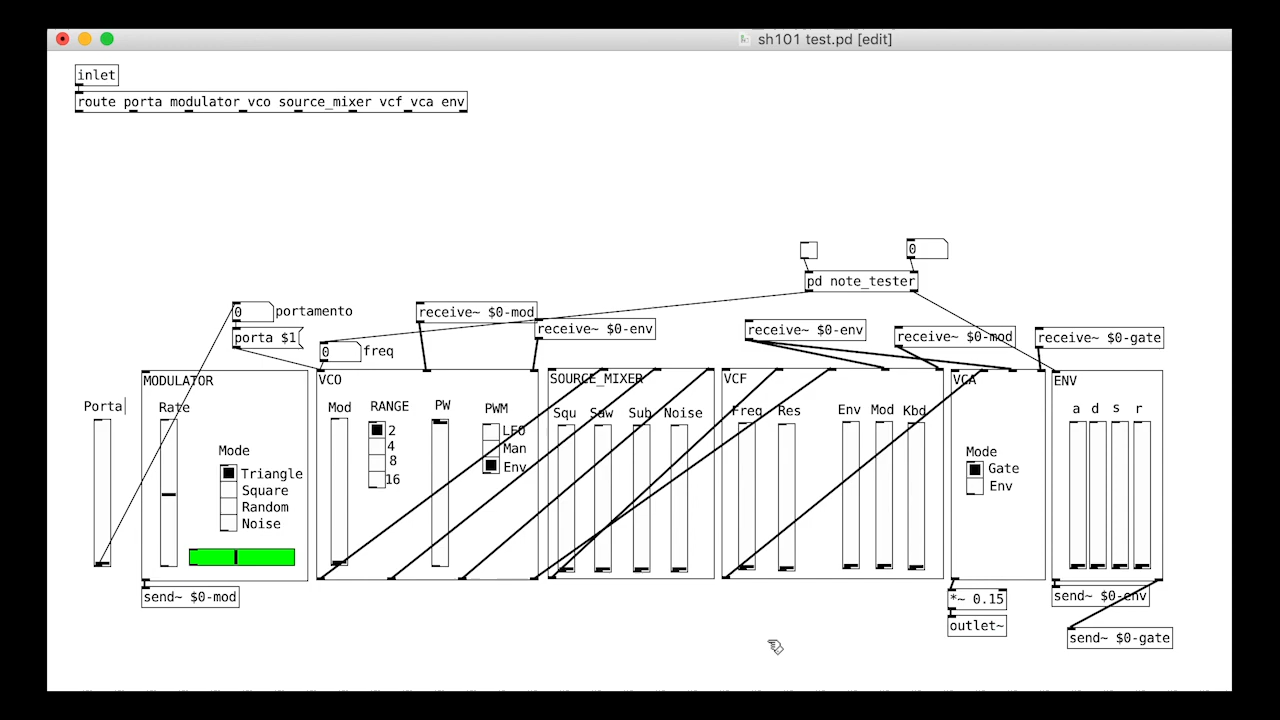 sh101 test.pd [edit]
inlet
route porta modulator_vco source_mixer vcf_vca env
0
pd note_tester
0 portamento
receive~ $0-mod
receive~ $0-env
receive~ $0-env
receive~ $0-mod
receive~ $0-gate
porta $1
0 freq
MODULATOR
VCO
SOURCE_MIXER
VCF
VCA
ENV
Porta
Rate
Mod
RANGE
PW
PWM
Squ
Saw
Sub
Noise
Freq
Res
Env
Mod
Kbd
a
d
s
r
2
4
8
16
LFO
Man
Env
Mode
Triangle
Square
Random
Noise
Mode
Gate
Env
send~ $0-mod
*~ 0.15
outlet~
send~ $0-env
send~ $0-gate